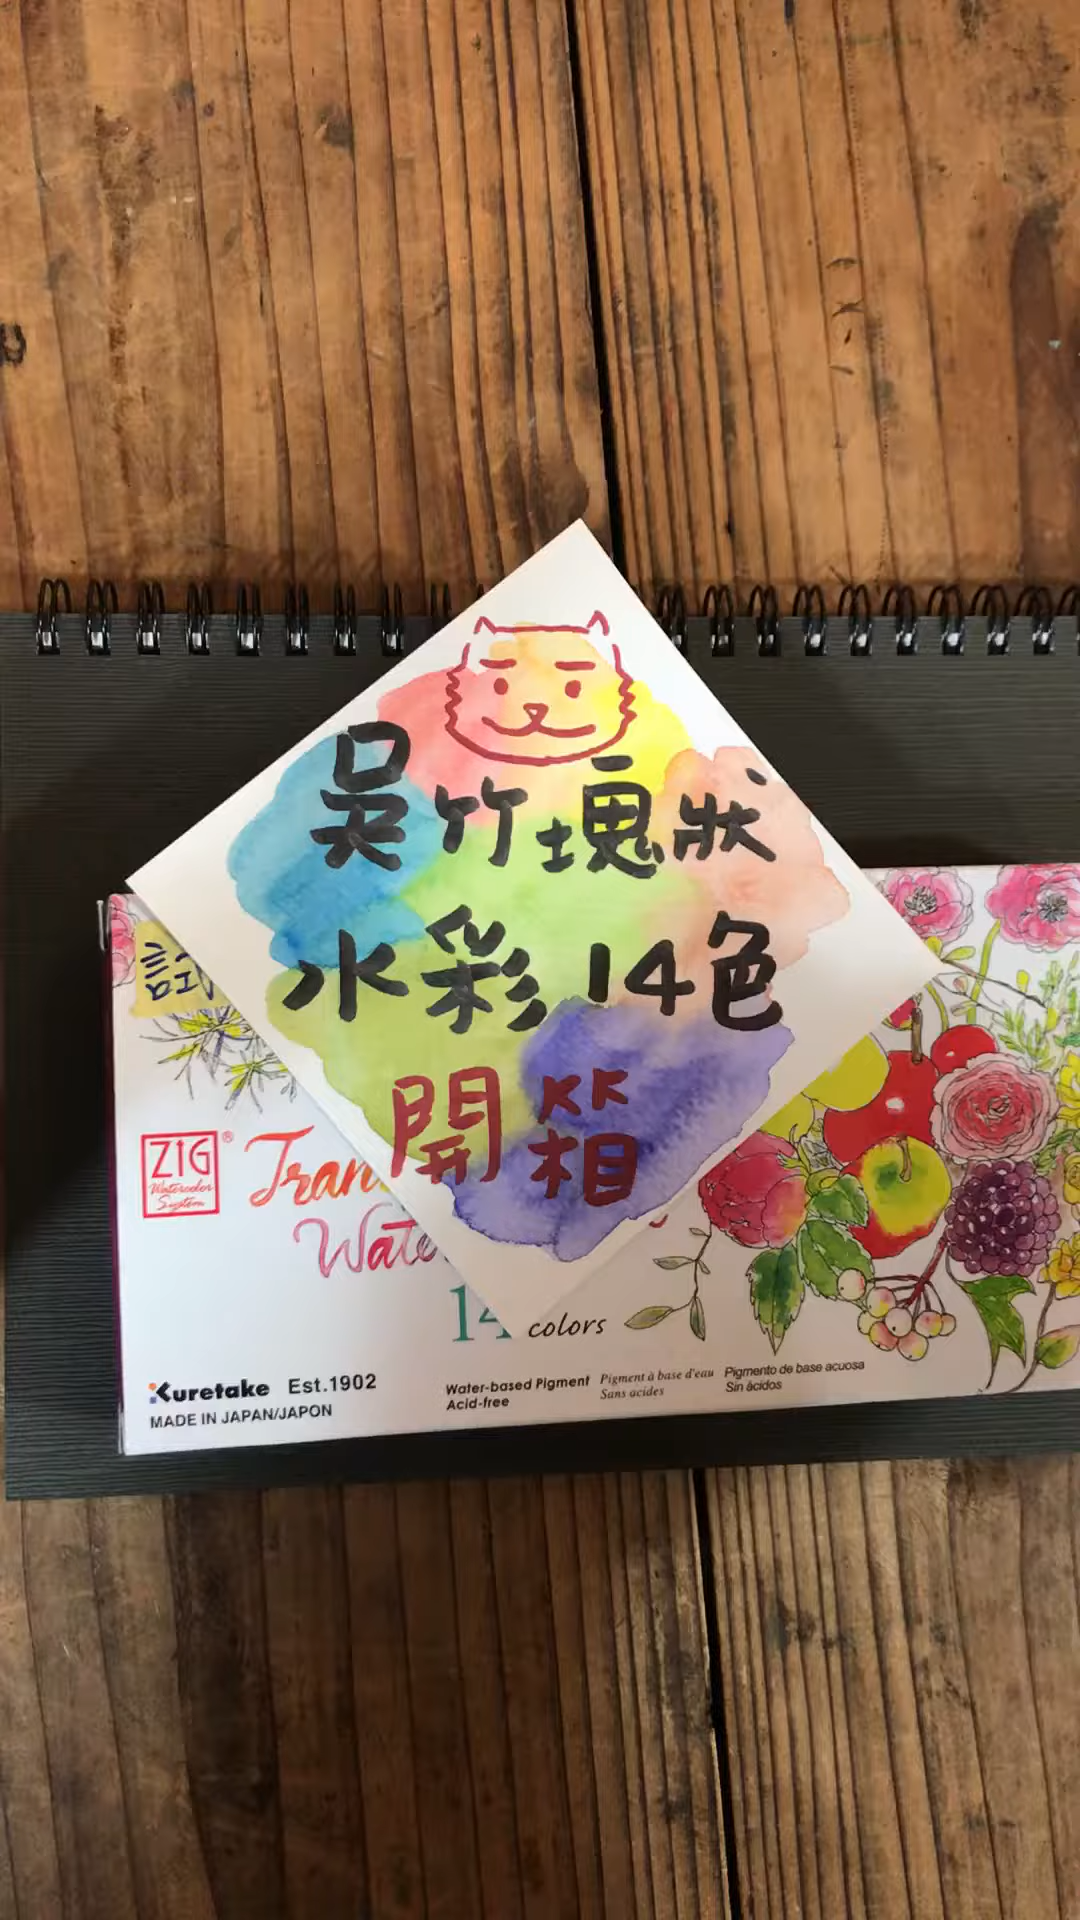 吳竹塊狀
水彩14色
開箱
ZIG®
Watercolor
System
14 colors
Kuretake Est.1902
MADE IN JAPAN/JAPON
Water-based Pigment
Acid-free
Pigment à base d'eau
Sans acides
Pigmento de base acuosa
Sin ácidos